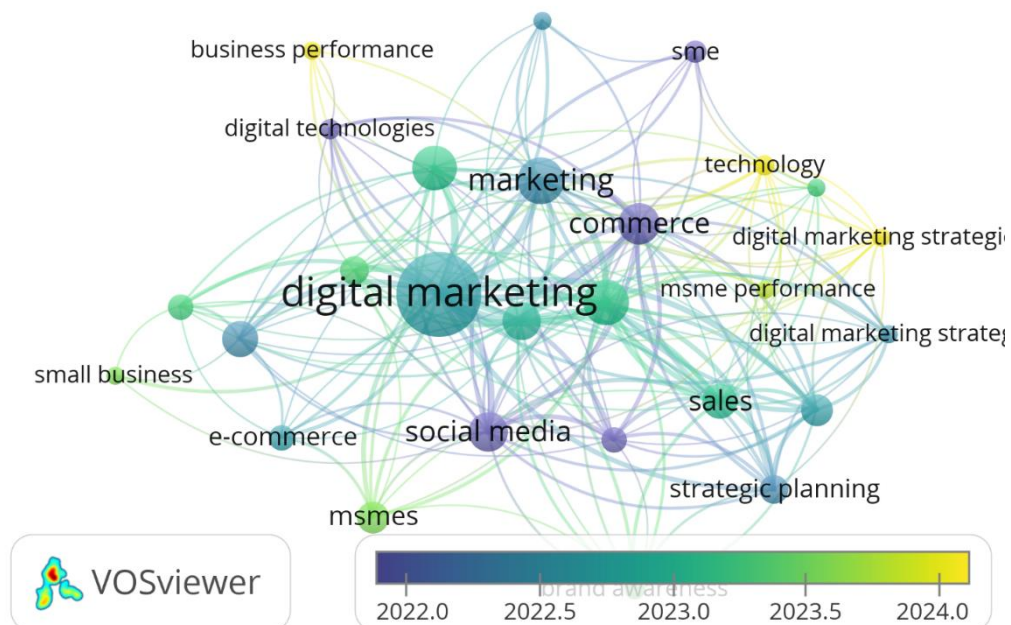 business performance
sme
digital technologies
technology
marketing
commerce
digital marketing strategi
digital marketing
msme performance
digital marketing strateg
small business
sales
e-commerce
social media
strategic planning
msmes
VOSviewer
brand awareness
2022.0 2022.5 2023.0 2023.5 2024.0